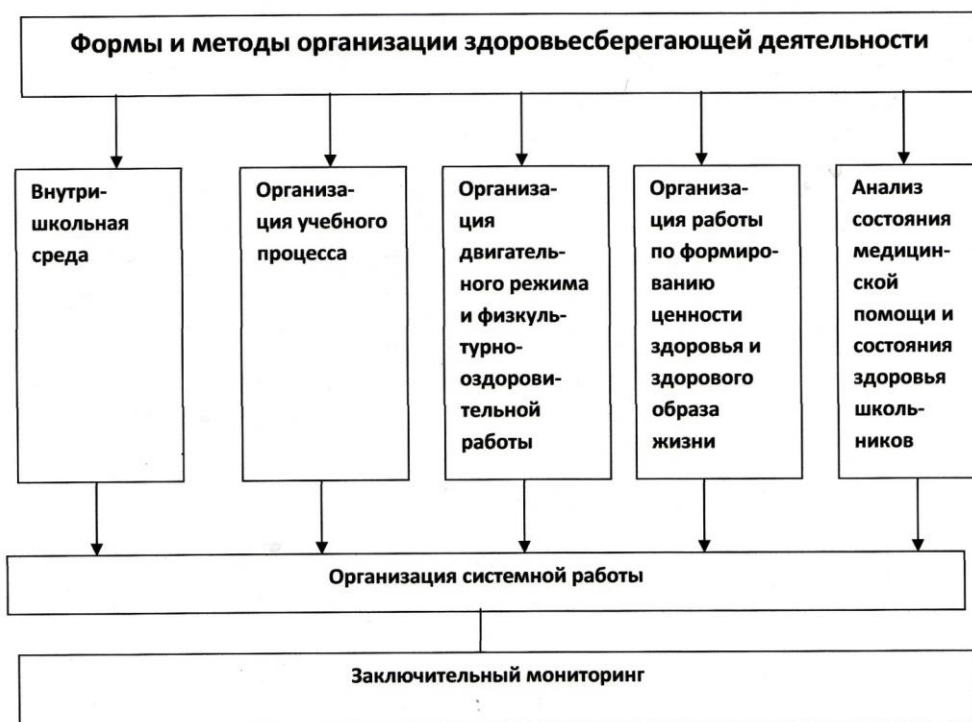 Формы и методы организации здоровьесберегающей деятельности
Внутри-
школьная
среда
Организа-
ция учебного
процесса
Организа-
ция
двигатель-
ного режима
и физкуль-
турно-
оздорови-
тельной
работы
Организа-
ция работы
по формиро-
ванию
ценности
здоровья и
здорового
образа
жизни
Анализ
состояния
медицин-
ской
помощи и
состояния
здоровья
школь-
ников
Организация системной работы
Заключительный мониторинг